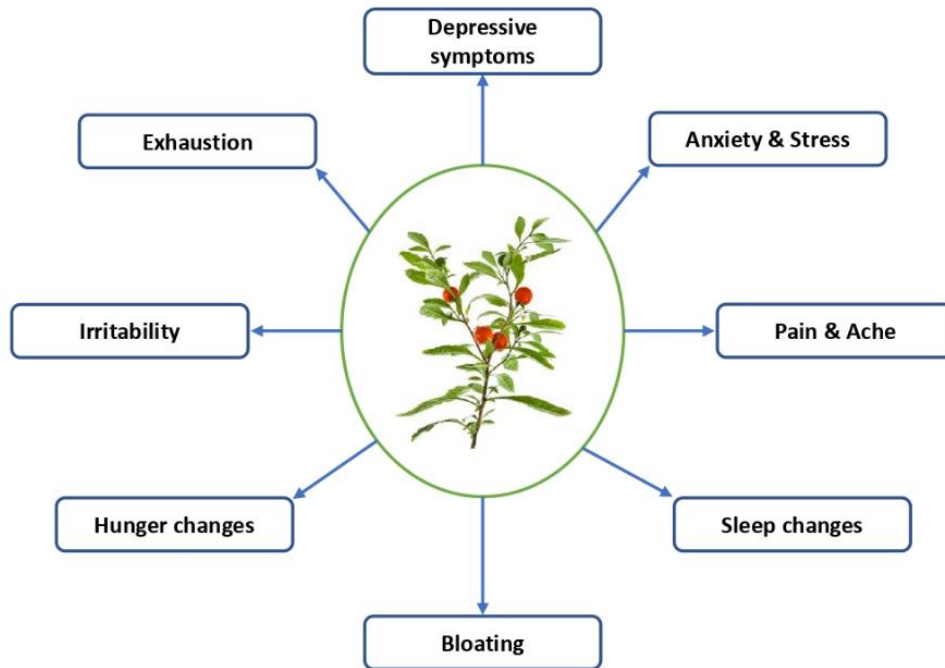 Depressive
symptoms
Exhaustion
Anxiety & Stress
Irritability
Pain & Ache
Hunger changes
Sleep changes
Bloating